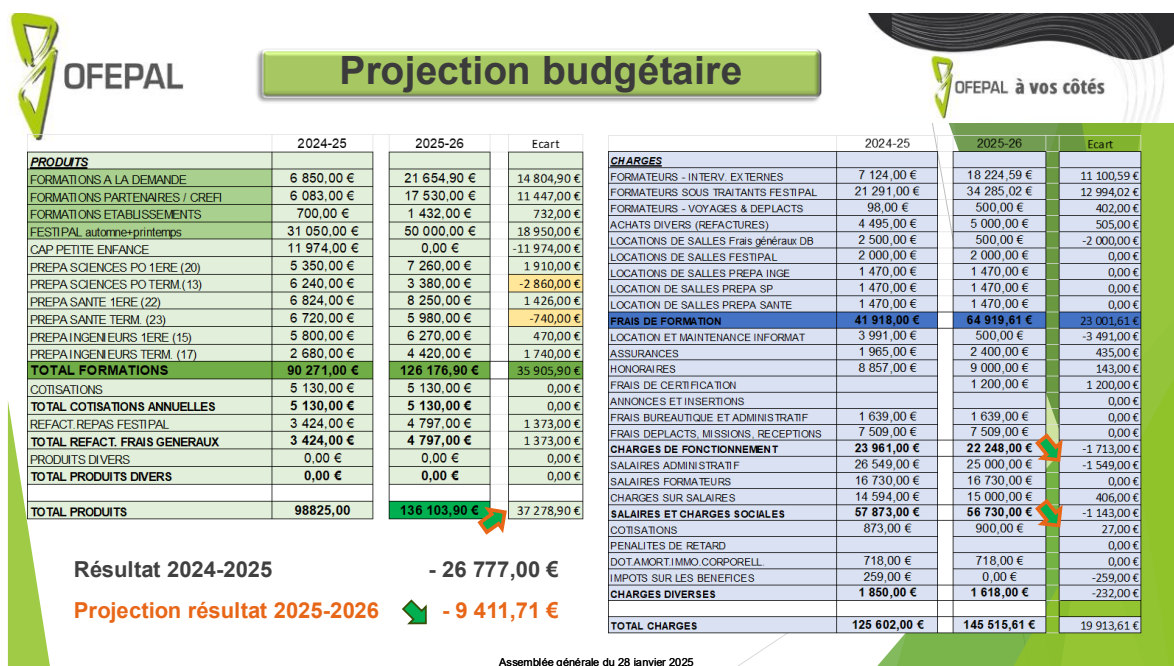 OFEPAL
Projection budgétaire
OFEPAL à vos côtés
2024-25 2025-26 Ecart
PRODUITS
FORMATIONS A LA DEMANDE 6 850,00 € 21 654,90 € 14 804,90 €
FORMATIONS PARTENAIRES / CREFI 6 083,00 € 17 530,00 € 11 447,00 €
FORMATIONS ETABLISSEMENTS 700,00 € 1 432,00 € 732,00 €
FESTIPAL automne+printemps 31 050,00 € 50 000,00 € 18 950,00 €
CAP PETITE ENFANCE 11 974,00 € 0,00 € -11 974,00 €
PREPA SCIENCES PO 1ERE (20) 5 350,00 € 7 260,00 € 1 910,00 €
PREPA SCIENCES PO TERM.(13) 6 240,00 € 3 380,00 € -2 860,00 €
PREPA SANTE 1ERE (22) 6 824,00 € 8 250,00 € 1 426,00 €
PREPA SANTE TERM. (23) 6 720,00 € 5 980,00 € -740,00 €
PREPA INGENIEURS 1ERE (15) 5 800,00 € 6 270,00 € 470,00 €
PREPA INGENIEURS TERM. (17) 2 680,00 € 4 420,00 € 1 740,00 €
TOTAL FORMATIONS 90 271,00 € 126 176,90 € 35 905,90 €
COTISATIONS 5 130,00 € 5 130,00 € 0,00 €
TOTAL COTISATIONS ANNUELLES 5 130,00 € 5 130,00 € 0,00 €
REFACT.REPAS FESTIPAL 3 424,00 € 4 797,00 € 1 373,00 €
TOTAL REFACT. FRAIS GENERAUX 3 424,00 € 4 797,00 € 1 373,00 €
PRODUITS DIVERS 0,00 € 0,00 € 0,00 €
TOTAL PRODUITS DIVERS 0,00 € 0,00 € 0,00 €
TOTAL PRODUITS 98825,00 136 103,90 € 37 278,90 €
Résultat 2024-2025 - 26 777,00 €
Projection résultat 2025-2026 - 9 411,71 €
2024-25 2025-26 Ecart
CHARGES
FORMATEURS - INTERV. EXTERNES 7 124,00 € 18 224,59 € 11 100,59 €
FORMATEURS SOUS TRAITANTS FESTIPAL 21 291,00 € 34 285,02 € 12 994,02 €
FORMATEURS - VOYAGES & DEPLACTS 98,00 € 500,00 € 402,00 €
ACHATS DIVERS (REFACTURES) 4 495,00 € 5 000,00 € 505,00 €
LOCATIONS DE SALLES Frais généraux DB 2 500,00 € 500,00 € -2 000,00 €
LOCATIONS DE SALLES FESTIPAL 2 000,00 € 2 000,00 € 0,00 €
LOCATIONS DE SALLES PREPA INGE 1 470,00 € 1 470,00 € 0,00 €
LOCATIONS DE SALLES PREPA SP 1 470,00 € 1 470,00 € 0,00 €
LOCATIONS DE SALLES PREPA SANTE 1 470,00 € 1 470,00 € 0,00 €
FRAIS DE FORMATION 41 918,00 € 64 919,61 € 23 001,61 €
LOCATION ET MAINTENANCE INFORMAT 3 991,00 € 500,00 € -3 491,00 €
ASSURANCES 1 965,00 € 2 400,00 € 435,00 €
HONORAIRES 8 857,00 € 9 000,00 € 143,00 €
FRAIS DE CERTIFICATION 1 200,00 € 1 200,00 €
ANNONCES ET INSERTIONS 0,00 €
FRAIS BUREAUTIQUE ET ADMINISTRATIF 1 639,00 € 1 639,00 € 0,00 €
FRAIS DEPLACTS, MISSIONS, RECEPTIONS 7 509,00 € 7 509,00 € 0,00 €
CHARGES DE FONCTIONNEMENT 23 961,00 € 22 248,00 € -1 713,00 €
SALAIRES ADMINISTRATIF 26 549,00 € 25 000,00 € -1 549,00 €
SALAIRES FORMATEURS 16 730,00 € 16 730,00 € 0,00 €
CHARGES SUR SALAIRES 14 594,00 € 15 000,00 € 406,00 €
SALAIRES ET CHARGES SOCIALES 57 873,00 € 56 730,00 € -1 143,00 €
COTISATIONS 873,00 € 900,00 € 27,00 €
PENALITES DE RETARD 0,00 €
DOT.AMORT.IMMO.CORPORELL. 718,00 € 718,00 € 0,00 €
IMPOTS SUR LES BENEFICES 259,00 € 0,00 € -259,00 €
CHARGES DIVERSES 1 850,00 € 1 618,00 € -232,00 €
TOTAL CHARGES 125 602,00 € 145 515,61 € 19 913,61 €
Assemblée générale du 28 janvier 2025